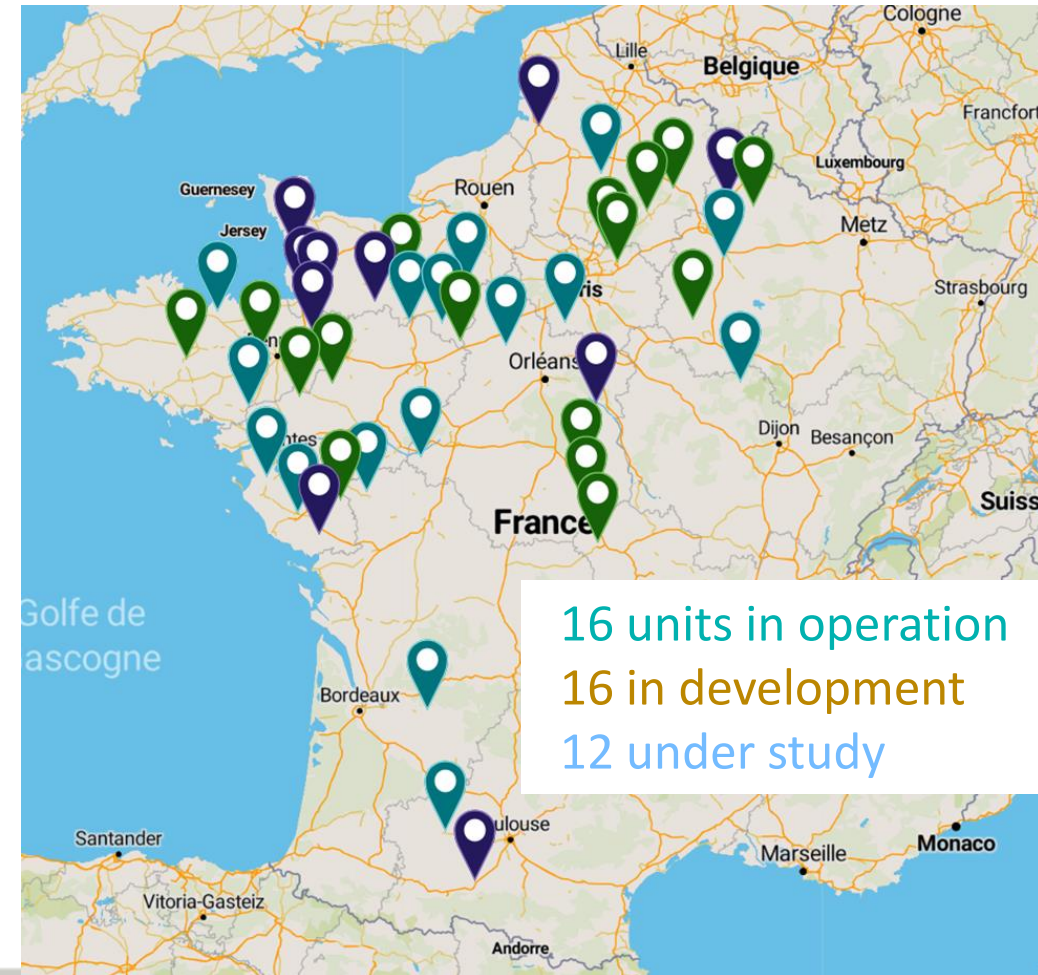 Cologne
Lille
Belgique
Francfort
Luxembourg
Guernesey
Rouen
Jersey
Metz
ris
Strasbourg
Orléans
Dijon
Besançon
ntes
France
Suiss
Golfe de
ascogne
16 units in operation
16 in development
12 under study
Bordeaux
ulouse
Santander
Marseille
Monaco
Vitoria-Gasteiz
Andorre